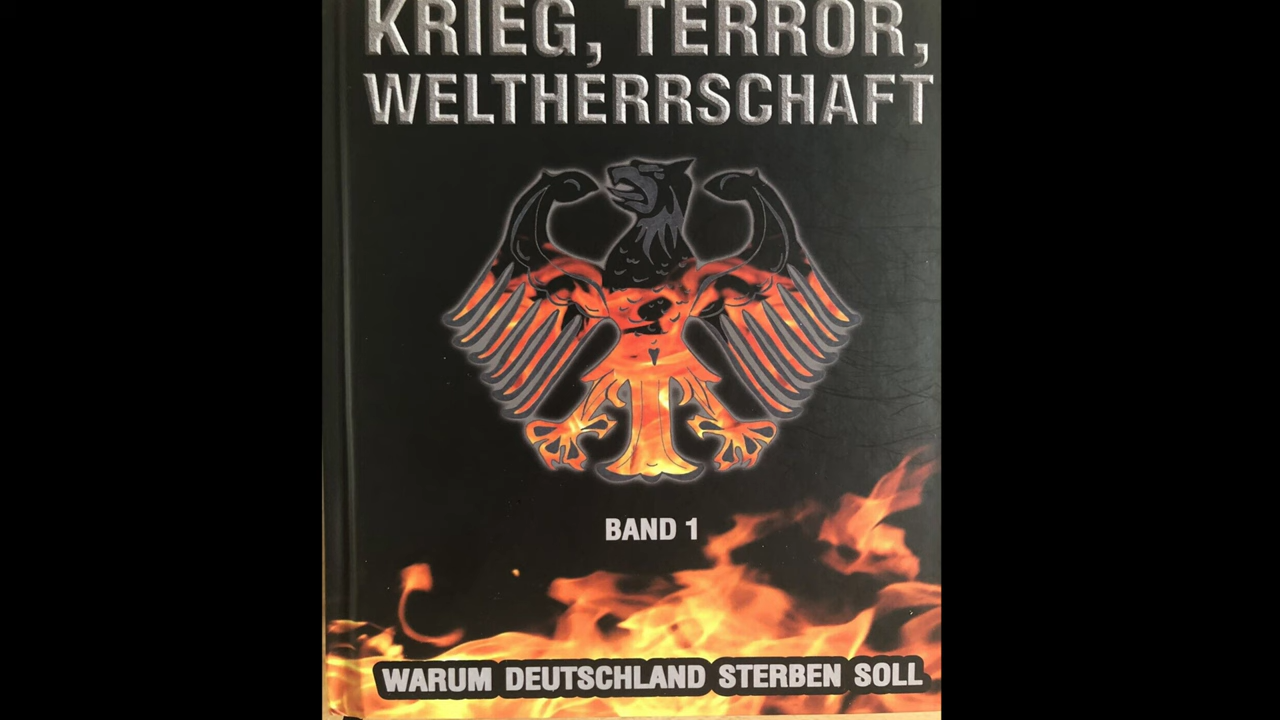 KRIEG, TERROR,
WELTHERRSCHAFT
BAND 1
WARUM DEUTSCHLAND STERBEN SOLL